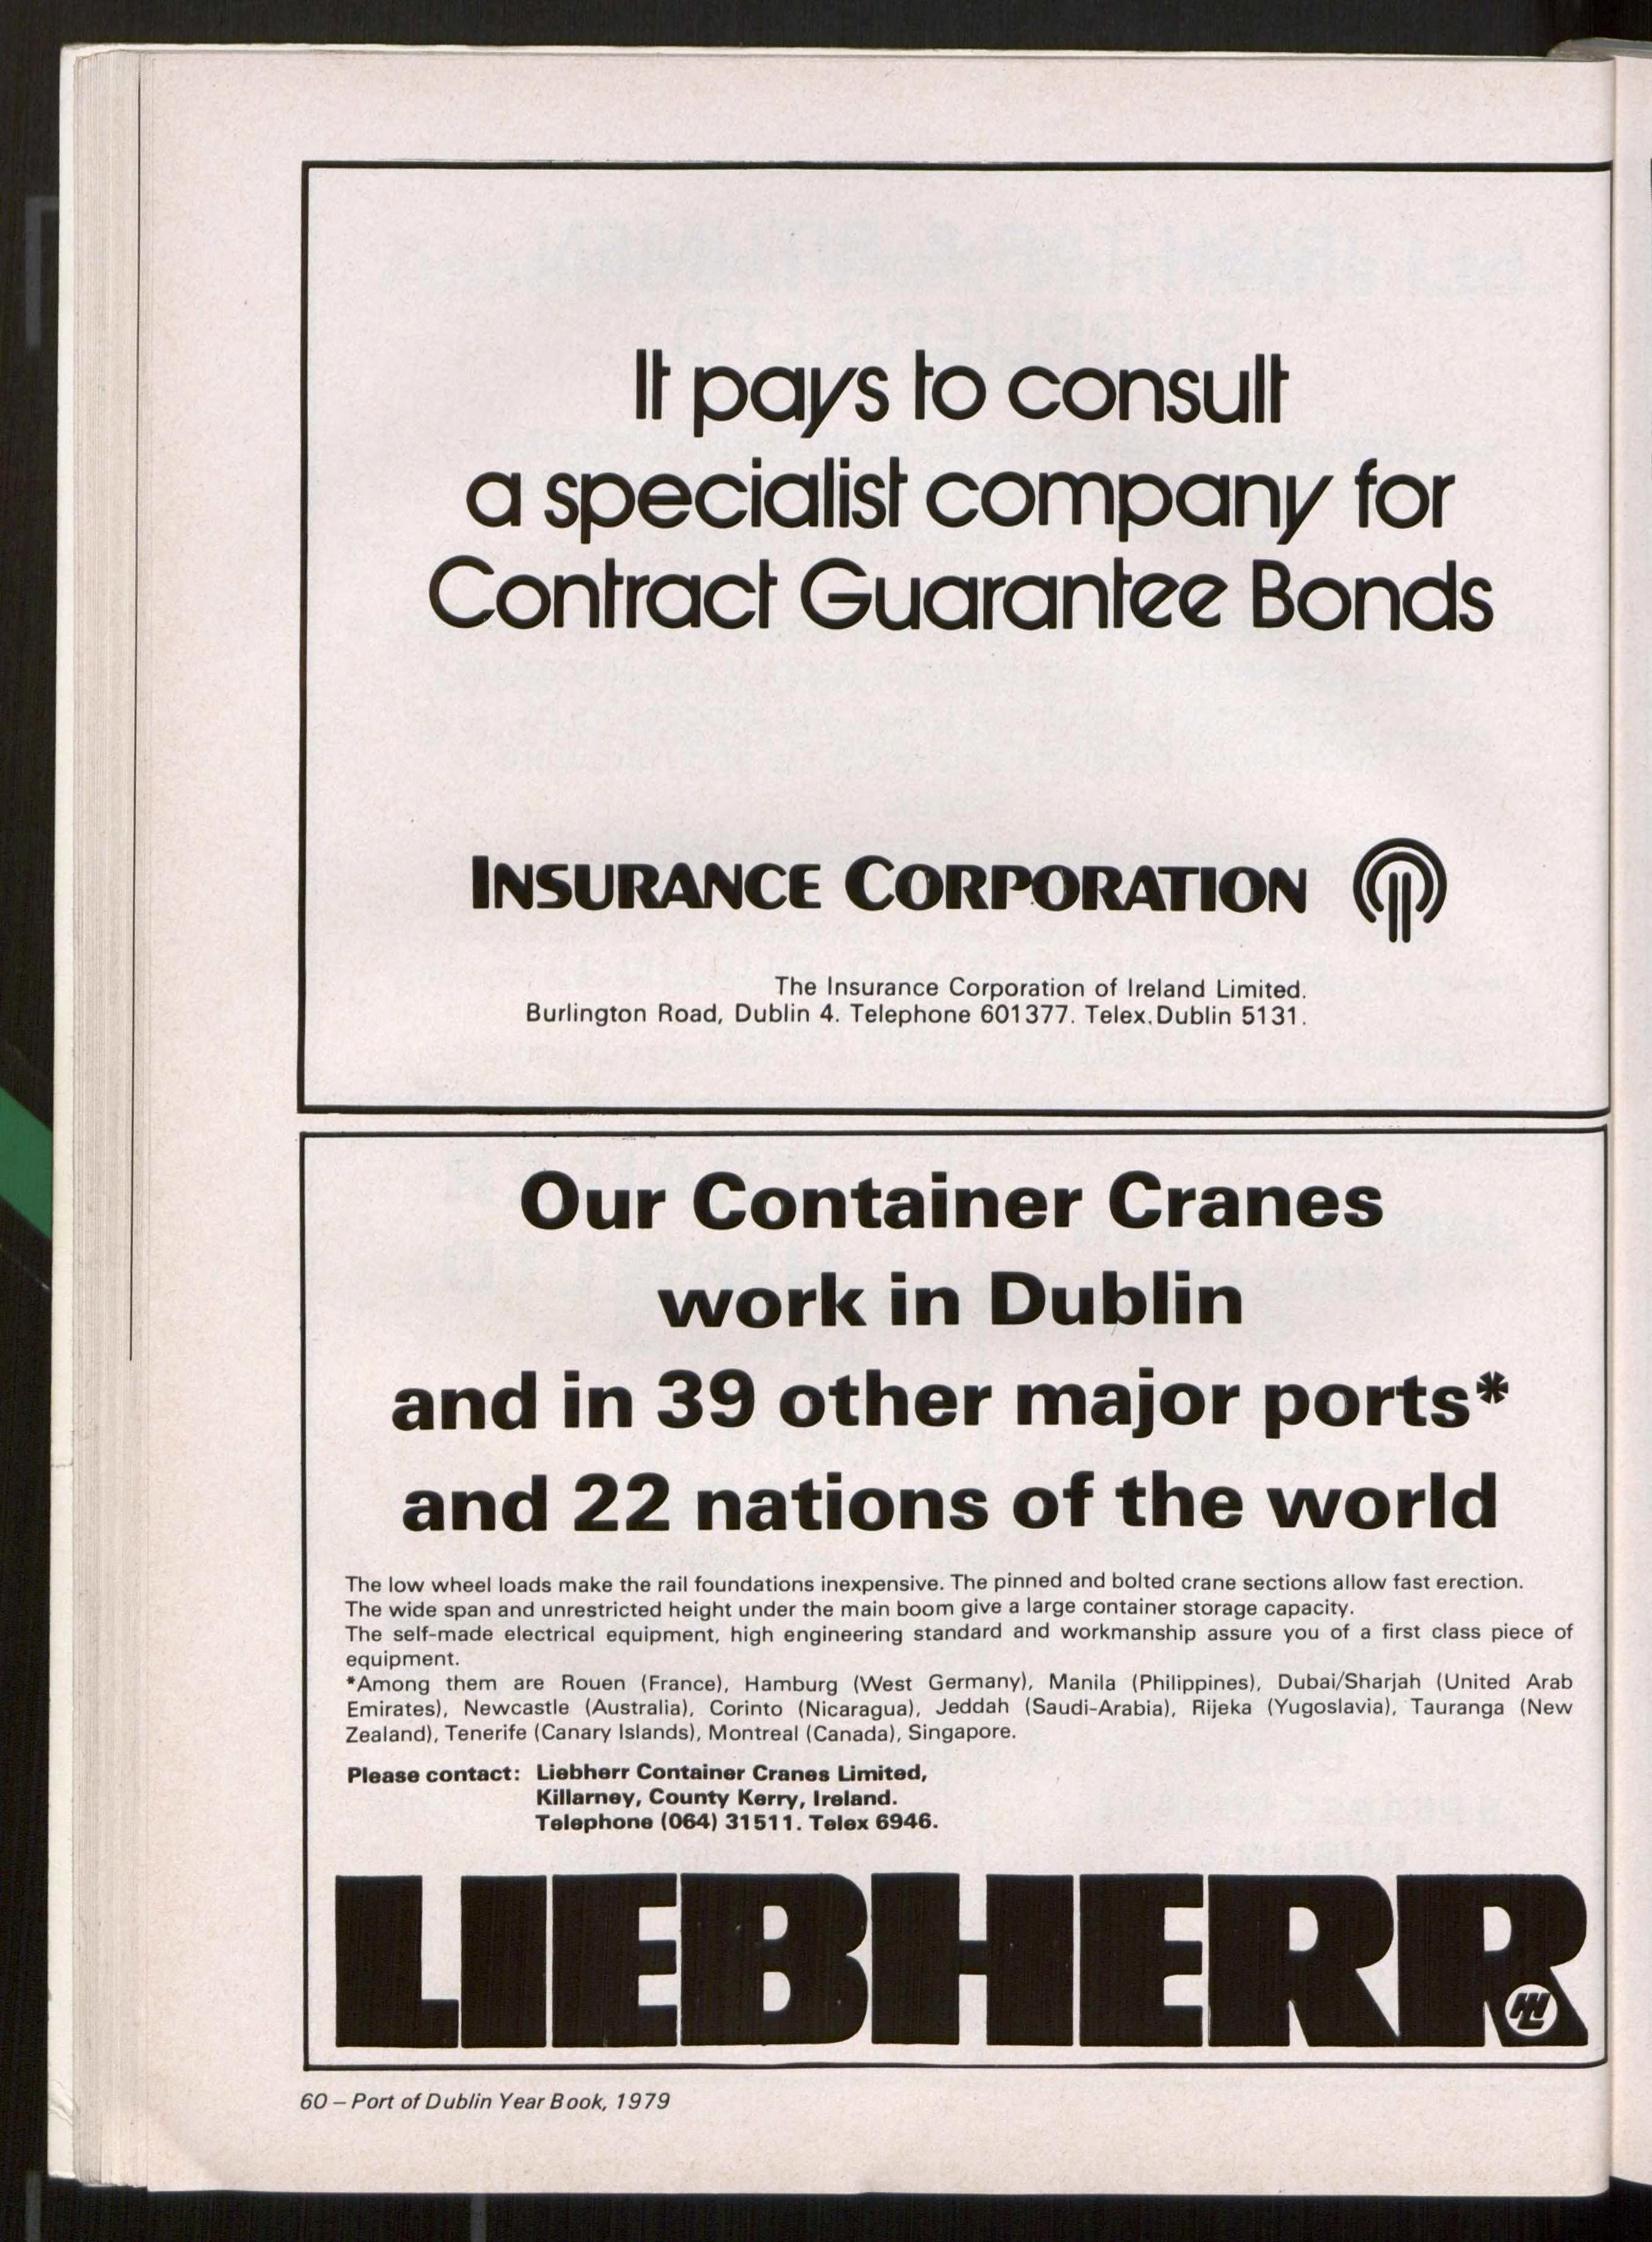 It pays to consult
a specialist company for
Contract Guarantee Bonds
INSURANCE CORPORATION
The Insurance Corporation of Ireland Limited.
Burlington Road, Dublin 4. Telephone 601377. Telex. Dublin 5131.
Our Container Cranes
work in Dublin
and in 39 other major ports*
and 22 nations of the world
The low wheel loads make the rail foundations inexpensive. The pinned and bolted crane sections allow fast erection.
The wide span and unrestricted height under the main boom give a large container storage capacity.
The self-made electrical equipment, high engineering standard and workmanship assure you of a first class piece of
equipment.
*Among them are Rouen (France), Hamburg (West Germany), Manila (Philippines), Dubai/Sharjah (United Arab
Emirates), Newcastle (Australia), Corinto (Nicaragua), Jeddah (Saudi-Arabia), Rijeka (Yugoslavia), Tauranga (New
Zealand), Tenerife (Canary Islands), Montreal (Canada), Singapore.
Please contact: Liebherr Container Cranes Limited,
Killarney, County Kerry, Ireland.
Telephone (064) 31511. Telex 6946.
LIEBHERR
60 – Port of Dublin Year Book, 1979